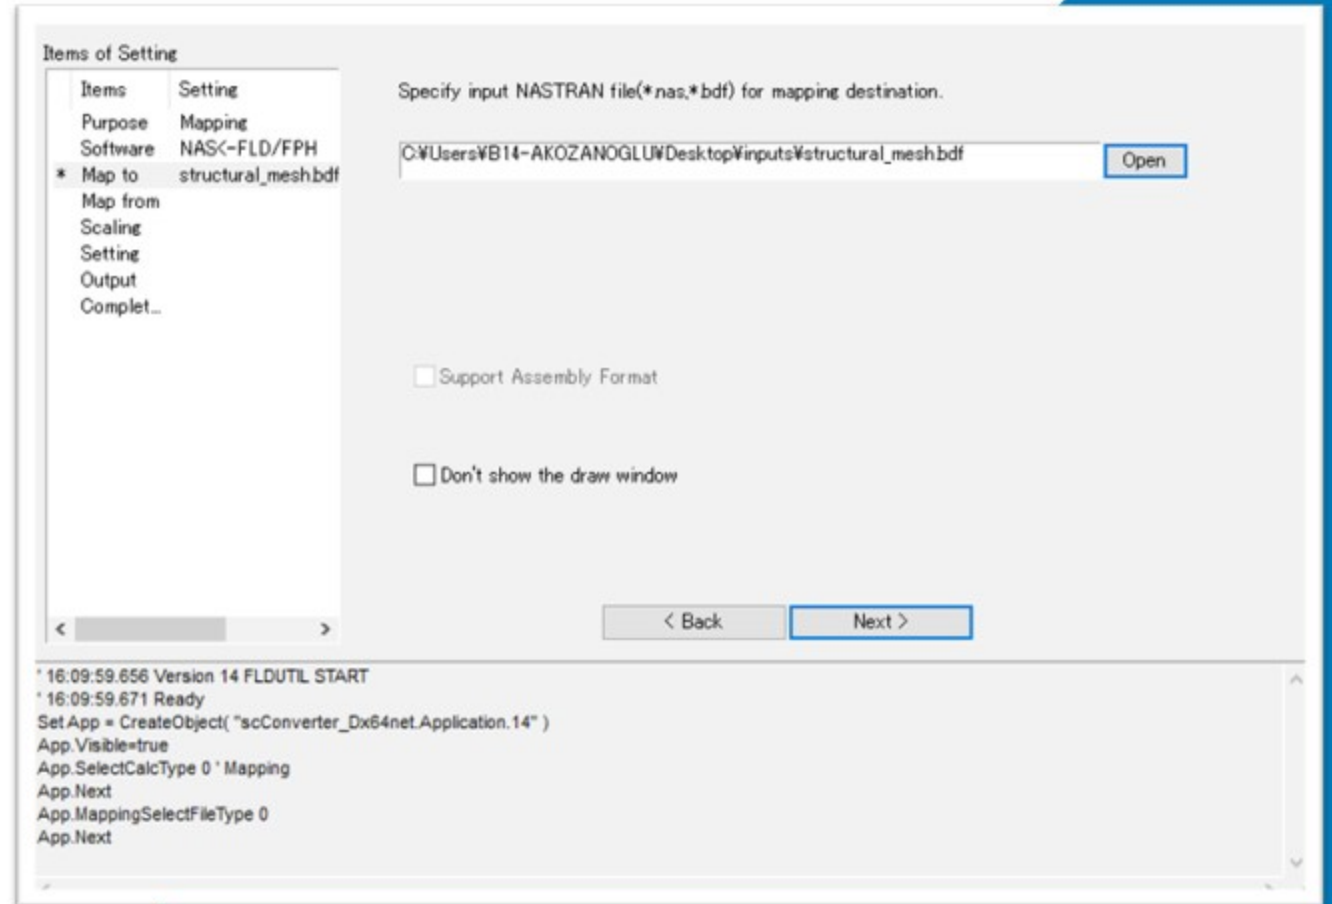 Items of Setting
Items Setting
Purpose Mapping
Software NAS<-FLD/FPH
* Map to structural_mesh.bdf
Map from
Scaling
Setting
Output
Complet...
Specify input NASTRAN file(*.nas,*.bdf) for mapping destination.
C:¥Users¥B14-AKOZANOGLU¥Desktop¥inputs¥structural_mesh.bdf
Open
Support Assembly Format
Don't show the draw window
< Back Next >
' 16:09:59.656 Version 14 FLDUTIL START
' 16:09:59.671 Ready
Set App = CreateObject( "scConverter_Dx64net.Application.14" )
App.Visible=true
App.SelectCalcType 0 ' Mapping
App.Next
App.MappingSelectFileType 0
App.Next